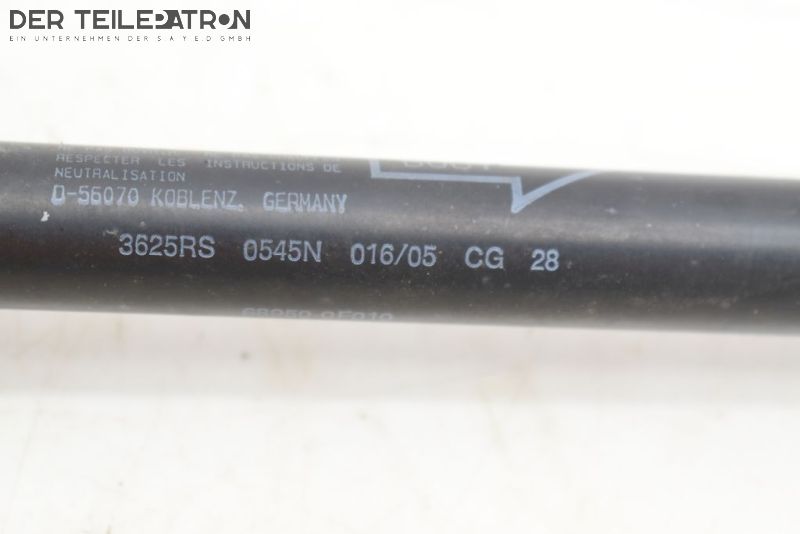 DER TEILEPATRON
EIN UNTERNEHMEN DER S A Y E D GMBH
RESPECTER LES INSTRUCTIONS DE
NEUTRALISATION
D-56070 KOBLENZ, GERMANY
3625RS 0545N 016/05 CG 28